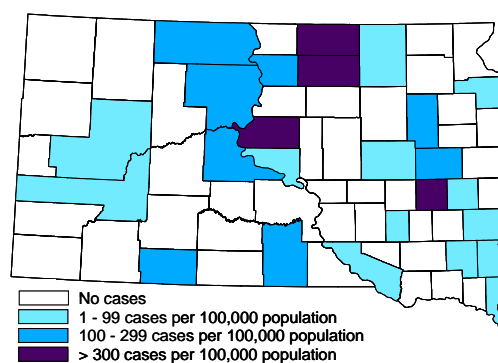 No cases
1 - 99 cases per 100,000 population
100 - 299 cases per 100,000 population
> 300 cases per 100,000 population